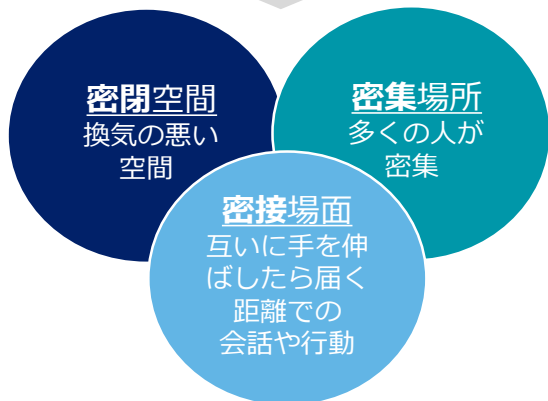 密閉空間
換気の悪い
空間
密集場所
多くの人が
密集
密接場面
互いに手を伸
ばしたら届く
距離での
会話や行動